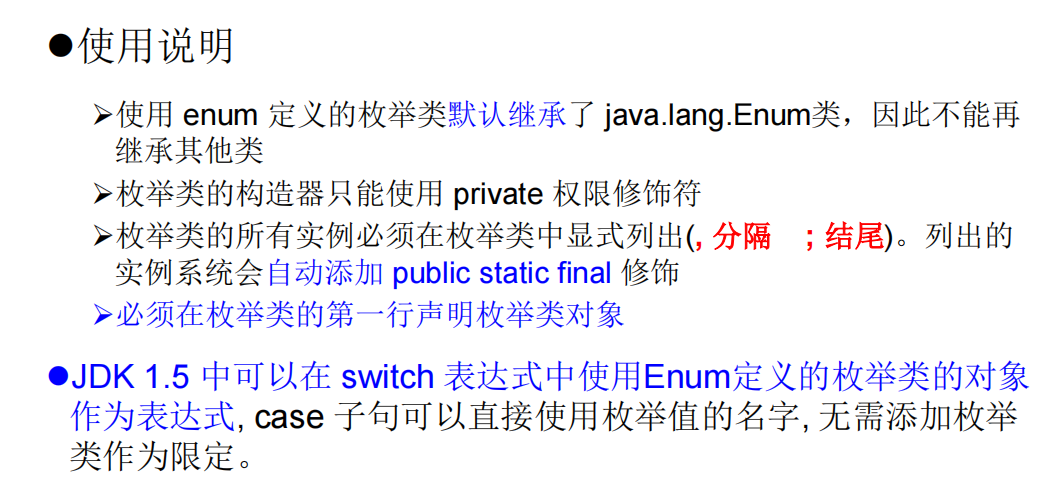 ●使用说明
➢使用 enum 定义的枚举类默认继承了 java.lang.Enum类，因此不能再
继承其他类
➢枚举类的构造器只能使用 private 权限修饰符
➢枚举类的所有实例必须在枚举类中显式列出(, 分隔 ; 结尾)。列出的
实例系统会自动添加 public static final 修饰
➢必须在枚举类的第一行声明枚举类对象
●JDK 1.5 中可以在 switch 表达式中使用Enum定义的枚举类的对象
作为表达式, case 子句可以直接使用枚举值的名字, 无需添加枚举
类作为限定。